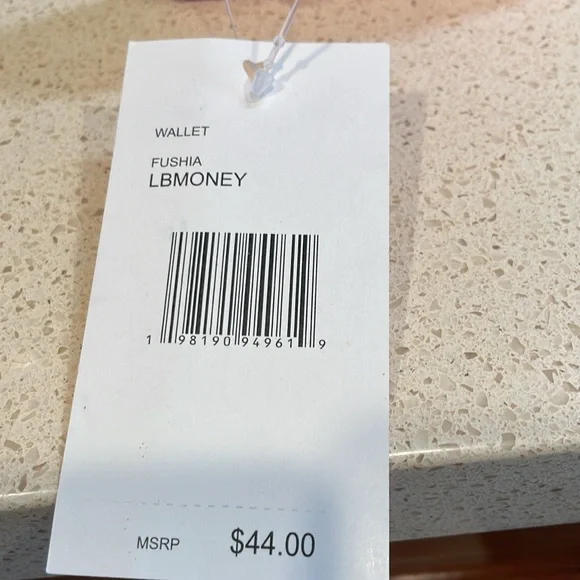 WALLET
FUSHIA
LBMONEY
1 98190 94961 9
MSRP $44.00